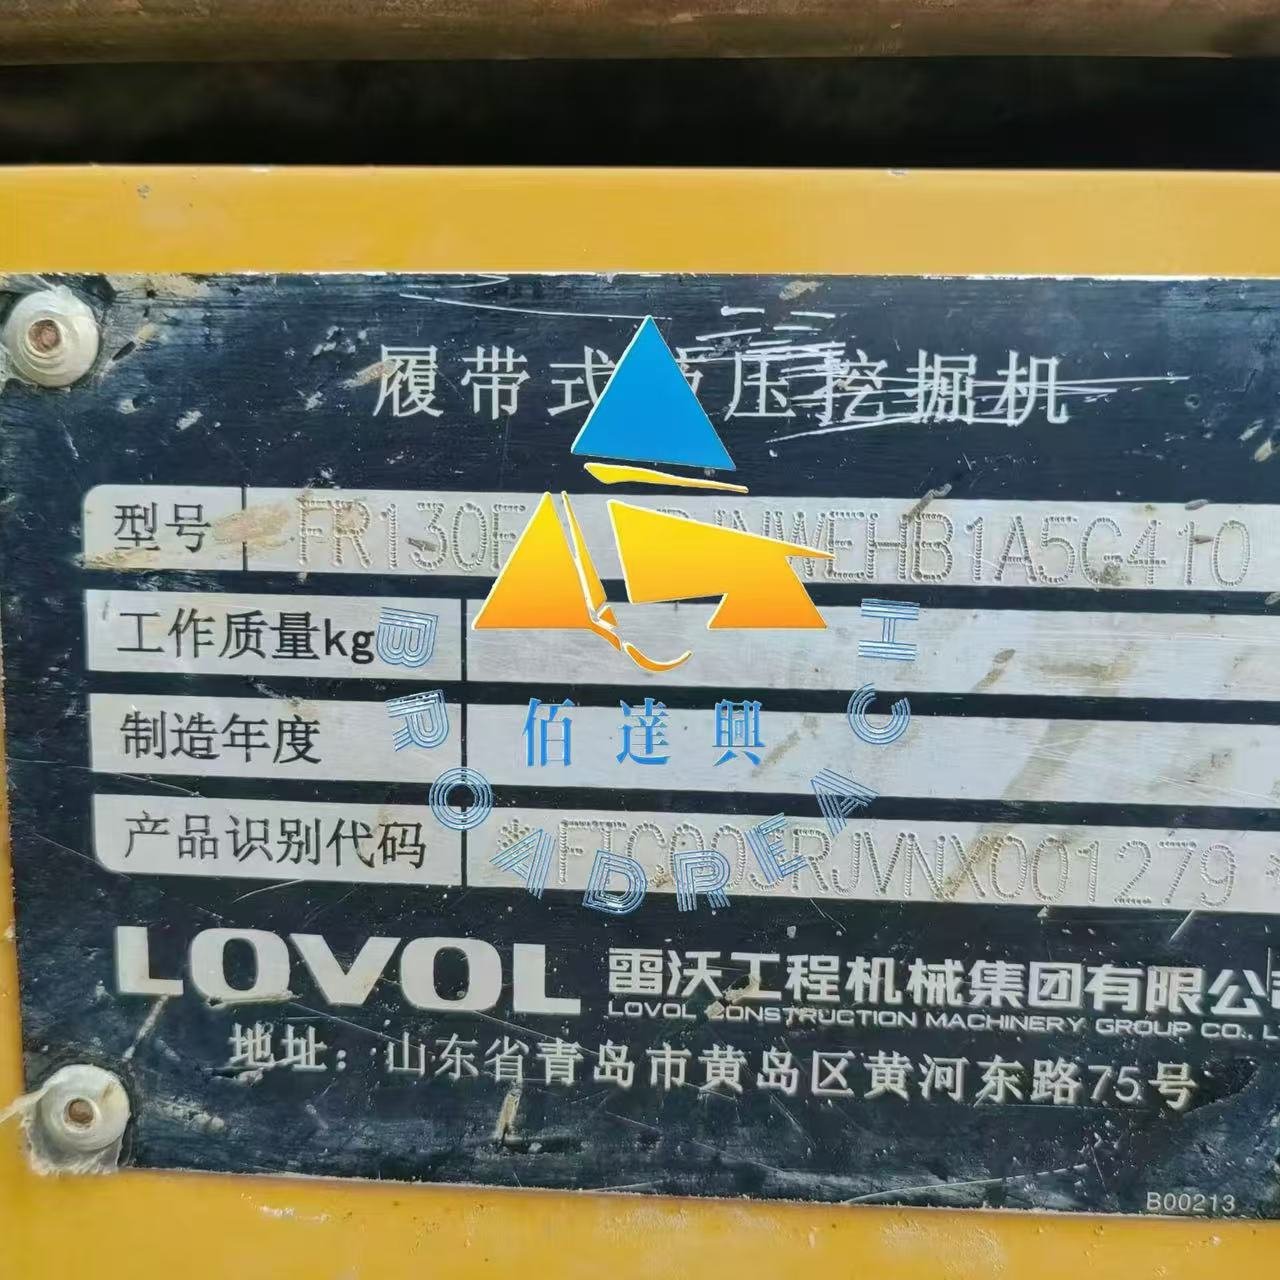 履带式液压挖掘机
型号 FR130F NWEHB1A5C410
工作质量kg
制造年度
产品识别代码 RJVNX001279
佰達興
BROADREACH
LOVOL 雷沃工程机械集团有限公
LOVOL CONSTRUCTION MACHINERY GROUP CO., L
地址：山东省青岛市黄岛区黄河东路75号
B00213